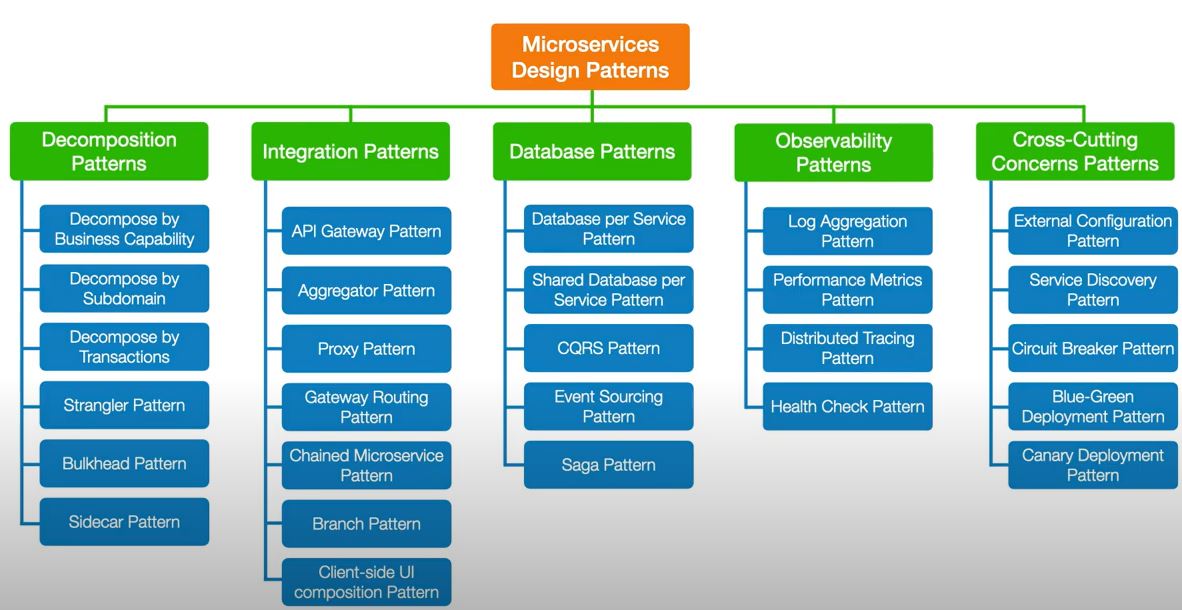 Microservices
Design Patterns
Decomposition
Patterns
Decompose by
Business Capability
Decompose by
Subdomain
Decompose by
Transactions
Strangler Pattern
Bulkhead Pattern
Sidecar Pattern
Integration Patterns
API Gateway Pattern
Aggregator Pattern
Proxy Pattern
Gateway Routing
Pattern
Chained Microservice
Pattern
Branch Pattern
Client-side UI
composition Pattern
Database Patterns
Database per Service
Pattern
Shared Database per
Service Pattern
CQRS Pattern
Event Sourcing
Pattern
Saga Pattern
Observability
Patterns
Log Aggregation
Pattern
Performance Metrics
Pattern
Distributed Tracing
Pattern
Health Check Pattern
Cross-Cutting
Concerns Patterns
External Configuration
Pattern
Service Discovery
Pattern
Circuit Breaker Pattern
Blue-Green
Deployment Pattern
Canary Deployment
Pattern